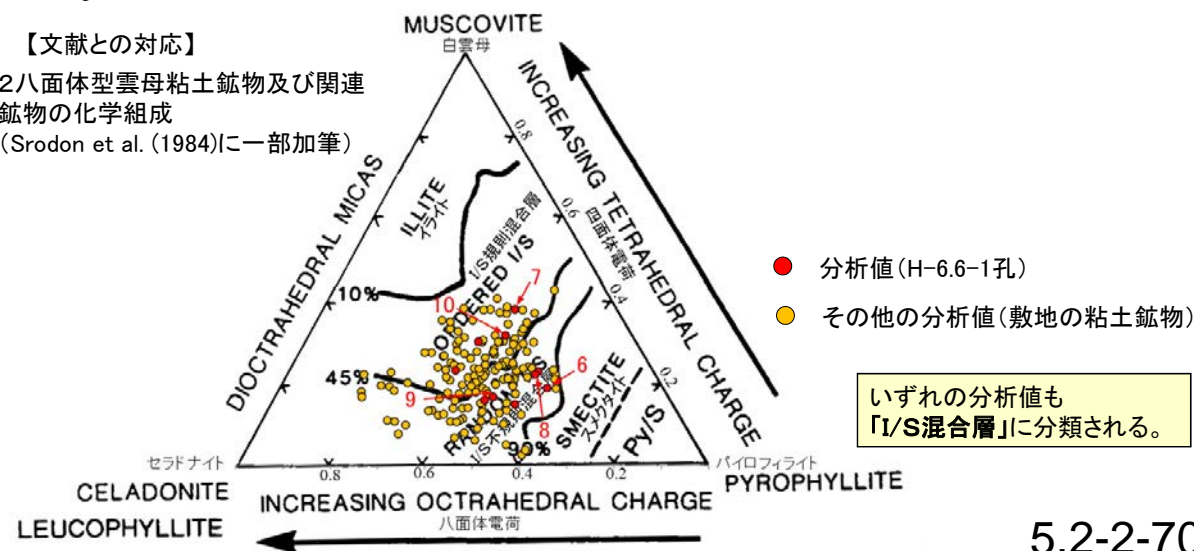 MUSCOVITE
白雲母
【文献との対応】
2八面体型雲母粘土鉱物及び関連
鉱物の化学組成
(Srodon et al. (1984)に一部加筆)
INCREASING TETRAHEDRAL CHARGE
四面体電荷
DIOCTRAHEDRAL MICAS
0.8
0.6
0.4
0.2
ILLITE
イライト
I/S規則混合層
ORDERED I/S
10%
10
7
45%
9
6
8
RANDOM I/S
I/S不規則混合層
90%
SMECTITE
スメクタイト
Py/S
分析値(H-6.6-1孔)
その他の分析値(敷地の粘土鉱物)
いずれの分析値も
「I/S混合層」に分類される。
セラドナイト
パイロフィライト
0.8
0.6
0.4
0.2
CELADONITE
LEUCOPHYLLITE
INCREASING OCTRAHEDRAL CHARGE
八面体電荷
PYROPHYLLITE
5.2-2-70